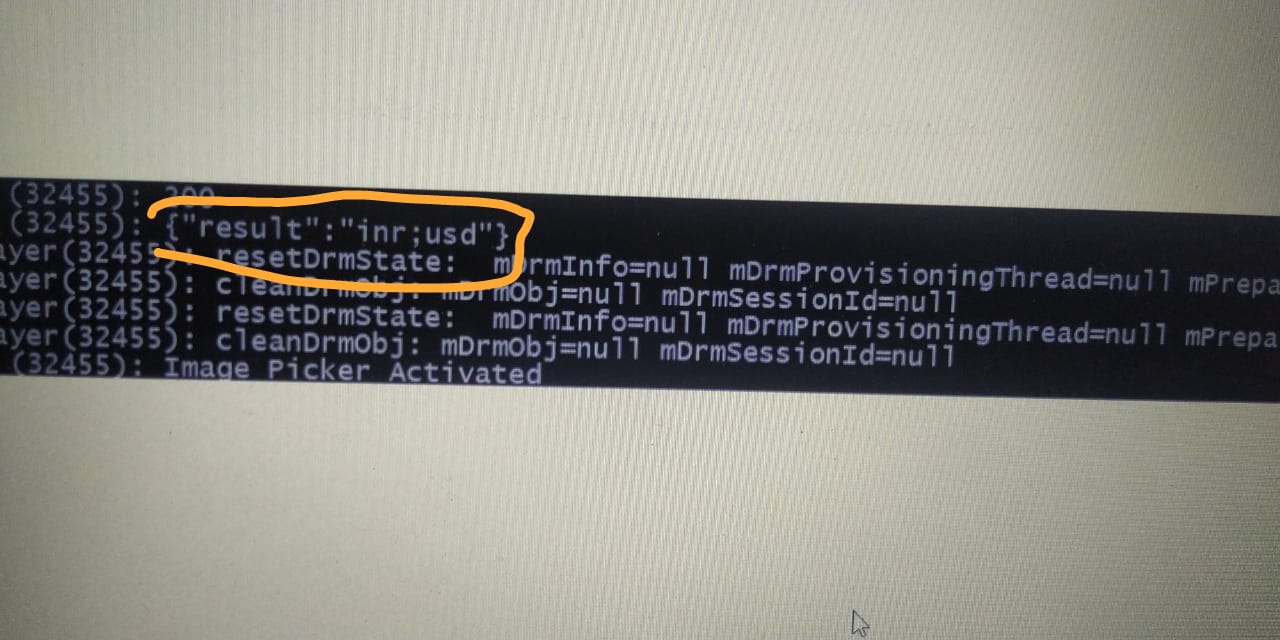 (32455): 200
(32455): {"result":"inr;usd"}
ayer(32455): resetDrmState:  mDrmInfo=null mDrmProvisioningThread=null mPrepa
ayer(32455): cleanDrmObj: mDrmObj=null mDrmSessionId=null
ayer(32455): resetDrmState:  mDrmInfo=null mDrmProvisioningThread=null mPrepa
ayer(32455): cleanDrmObj: mDrmObj=null mDrmSessionId=null
(32455): Image Picker Activated